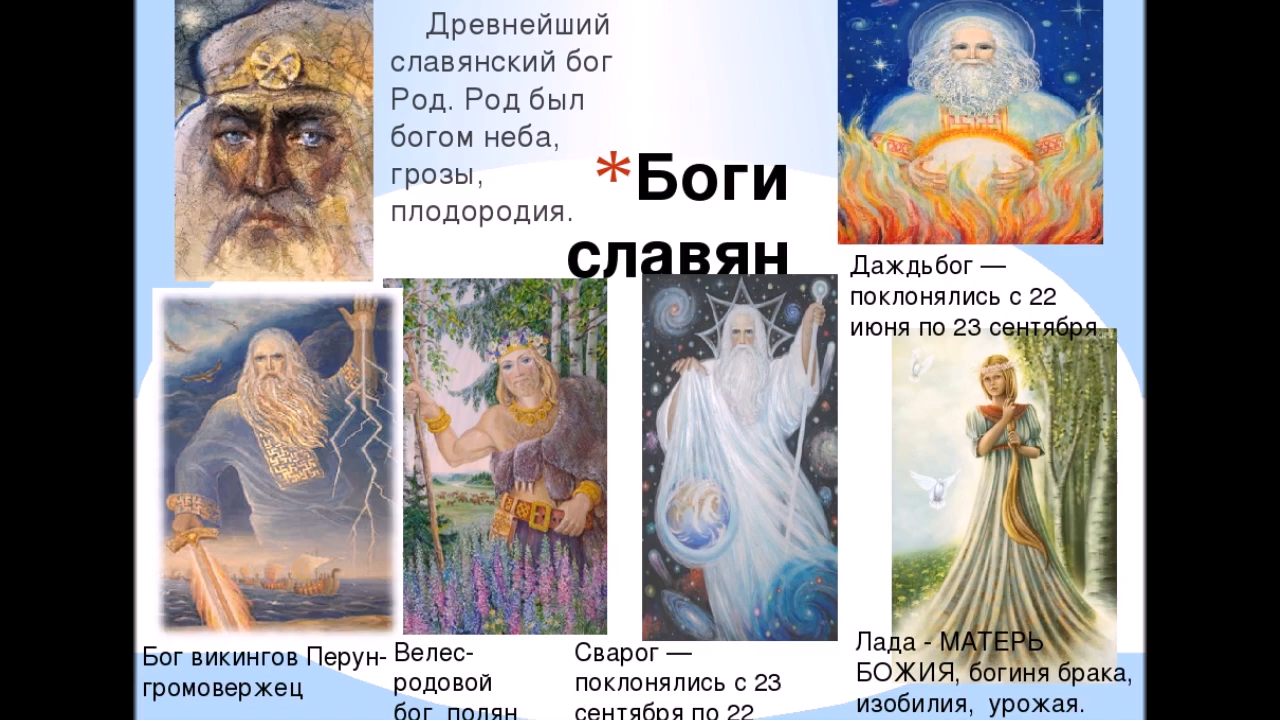 Древнейший
славянский бог
Род. Род был
богом неба,
грозы,
плодородия.
*Боги
славян
Даждьбог —
поклонялись с 22
июня по 23 сентября.
Бог викингов Перун-
громовержец
Велес-
родовой
бог полян
Сварог —
поклонялись с 23
сентября по 22
Лада - МАТЕРЬ
БОЖИЯ, богиня брака,
изобилия, урожая.